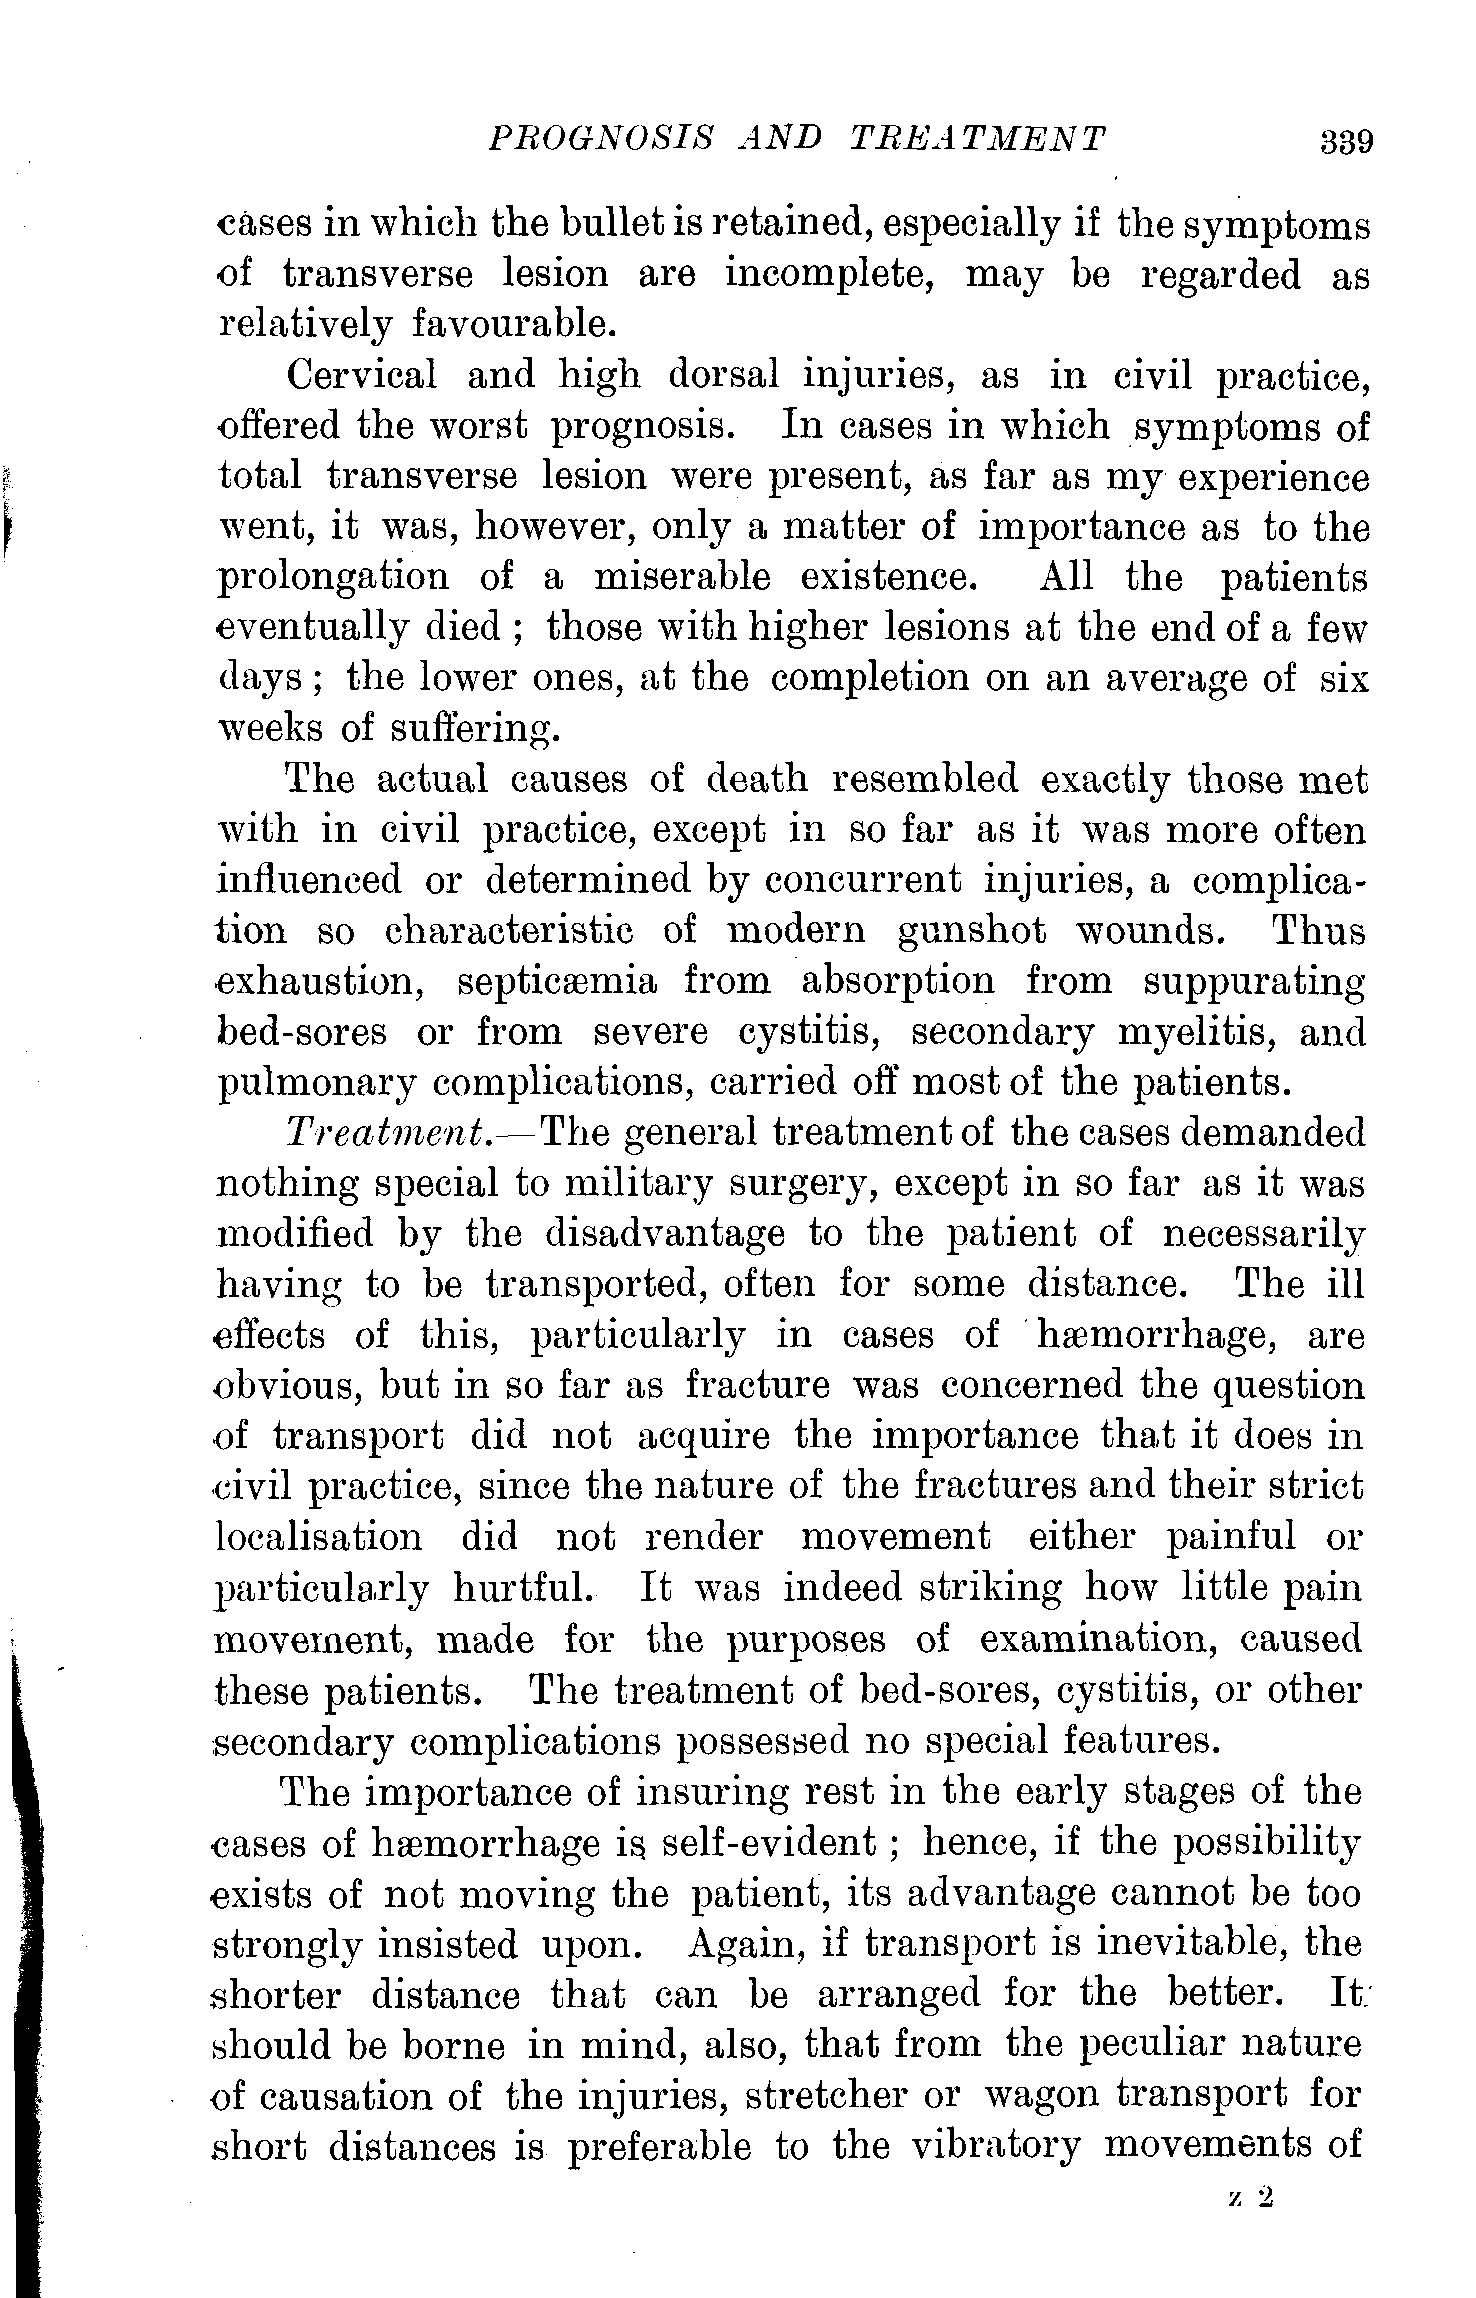 PROGNOSIS AND TREATMENT 339
cases in which the bullet is retained, especially if the symptoms
of transverse lesion are incomplete, may be regarded as
relatively favourable.
Cervical and high dorsal injuries, as in civil practice,
offered the worst prognosis. In cases in which symptoms of
total transverse lesion were present, as far as my experience
went, it was, however, only a matter of importance as to the
prolongation of a miserable existence. All the patients
eventually died ; those with higher lesions at the end of a few
days ; the lower ones, at the completion on an average of six
weeks of suffering.
The actual causes of death resembled exactly those met
with in civil practice, except in so far as it was more often
influenced or determined by concurrent injuries, a complica-
tion so characteristic of modern gunshot wounds. Thus
exhaustion, septicæmia from absorption from suppurating
bed-sores or from severe cystitis, secondary myelitis, and
pulmonary complications, carried off most of the patients.
Treatment.—The general treatment of the cases demanded
nothing special to military surgery, except in so far as it was
modified by the disadvantage to the patient of necessarily
having to be transported, often for some distance. The ill
effects of this, particularly in cases of hæmorrhage, are
obvious, but in so far as fracture was concerned the question
of transport did not acquire the importance that it does in
civil practice, since the nature of the fractures and their strict
localisation did not render movement either painful or
particularly hurtful. It was indeed striking how little pain
movement, made for the purposes of examination, caused
these patients. The treatment of bed-sores, cystitis, or other
secondary complications possessed no special features.
The importance of insuring rest in the early stages of the
cases of hæmorrhage is self-evident ; hence, if the possibility
exists of not moving the patient, its advantage cannot be too
strongly insisted upon. Again, if transport is inevitable, the
shorter distance that can be arranged for the better. It
should be borne in mind, also, that from the peculiar nature
of causation of the injuries, stretcher or wagon transport for
short distances is preferable to the vibratory movements of
z 2